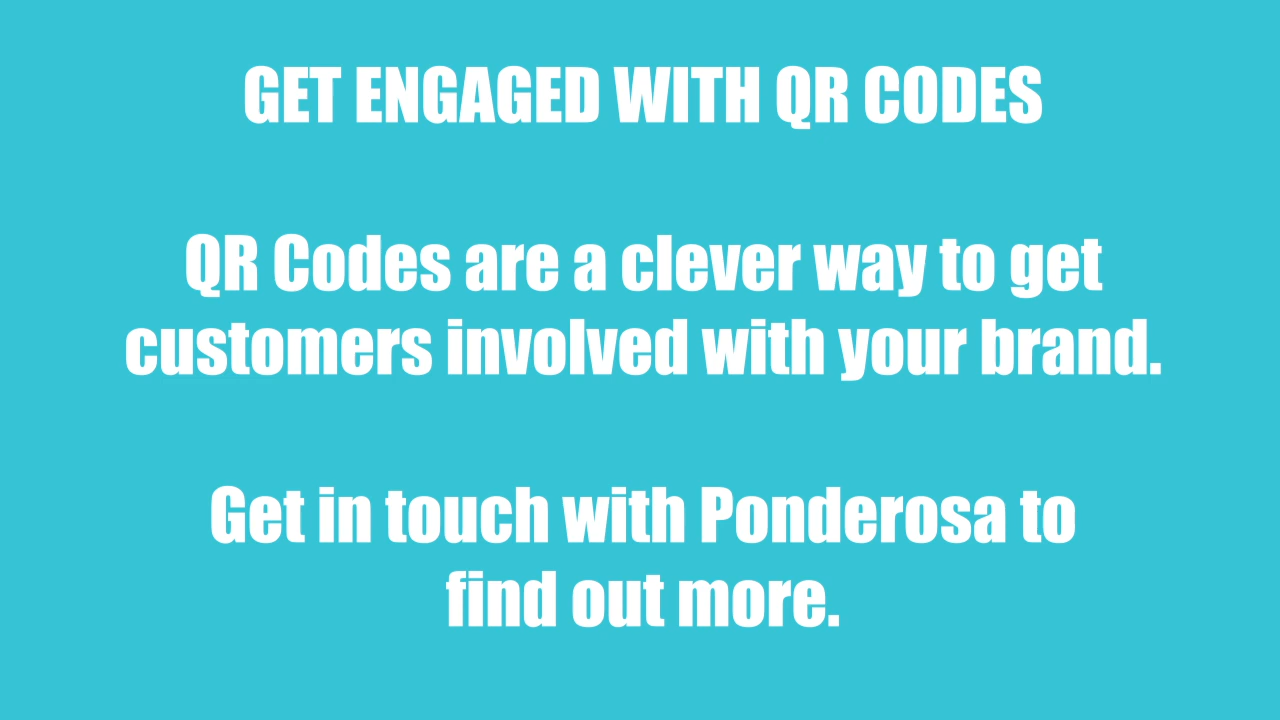 GET ENGAGED WITH QR CODES
QR Codes are a clever way to get
customers involved with your brand.
Get in touch with Ponderosa to
find out more.